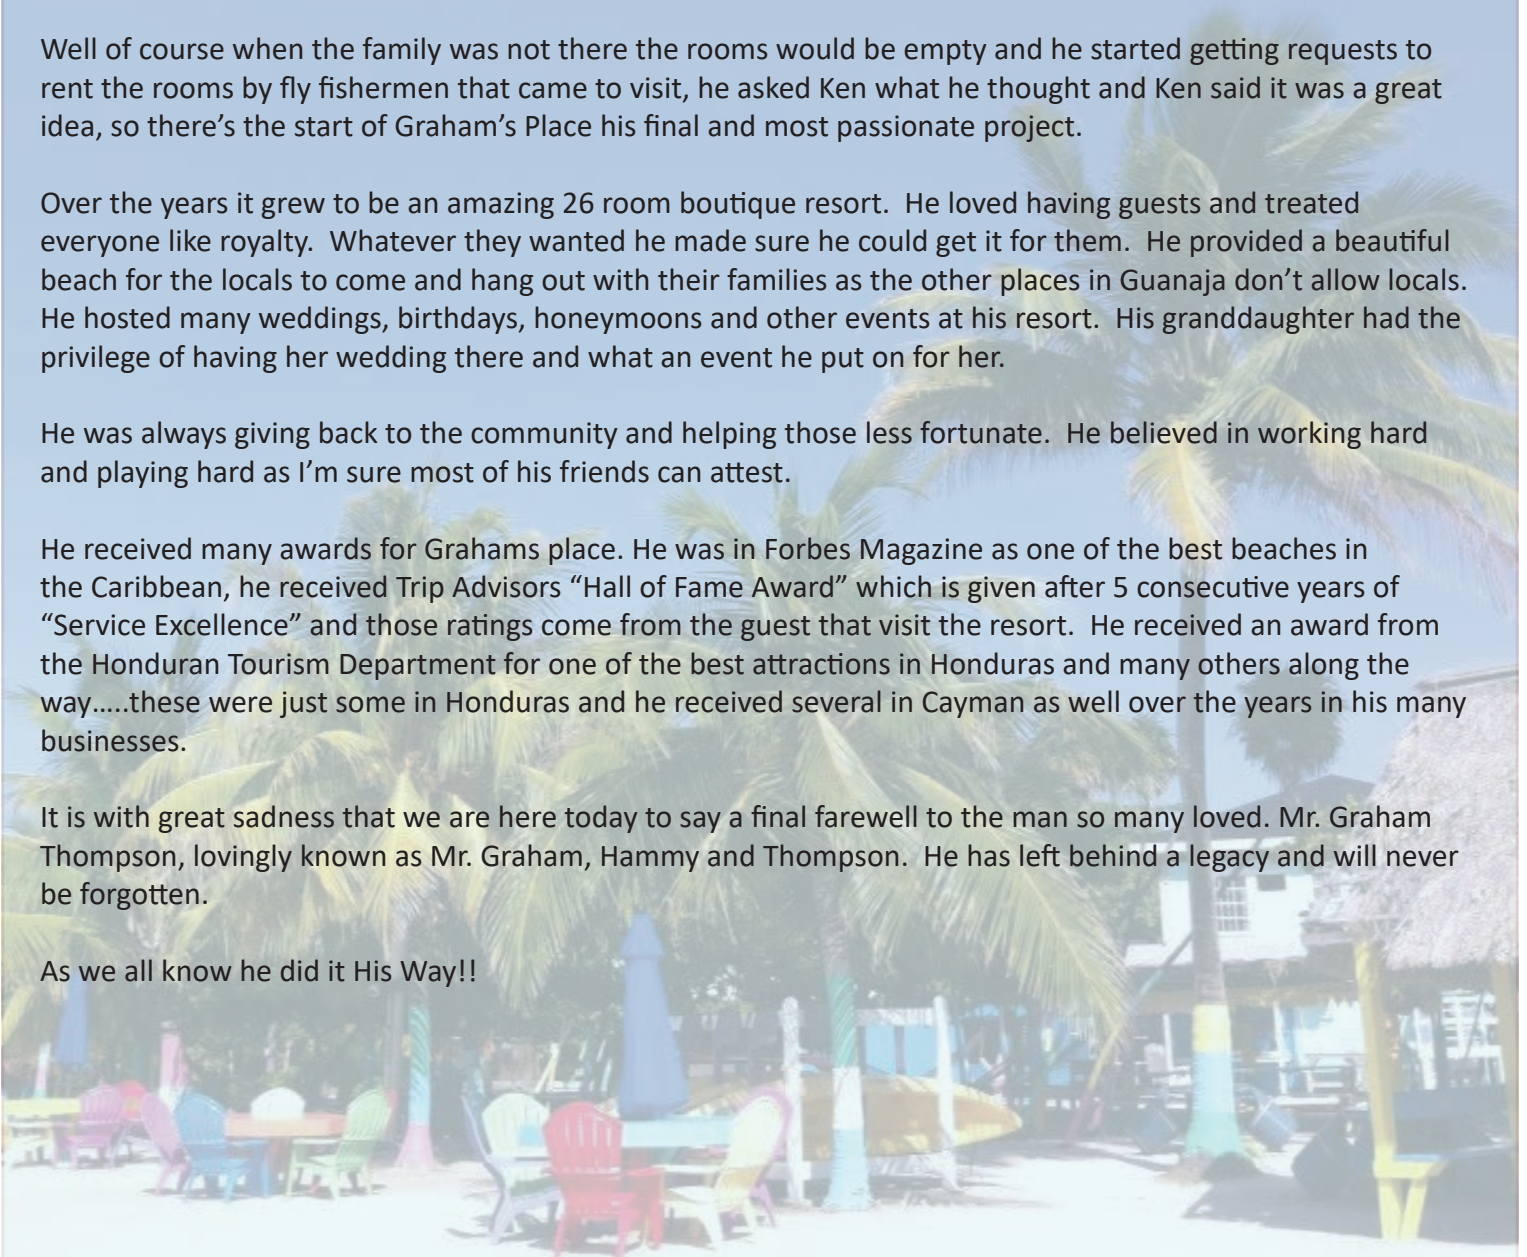 Well of course when the family was not there the rooms would be empty and he started getting requests to
rent the rooms by fly fishermen that came to visit, he asked Ken what he thought and Ken said it was a great
idea, so there’s the start of Graham’s Place his final and most passionate project.
Over the years it grew to be an amazing 26 room boutique resort.  He loved having guests and treated
everyone like royalty.  Whatever they wanted he made sure he could get it for them.  He provided a beautiful
beach for the locals to come and hang out with their families as the other places in Guanaja don’t allow locals.
He hosted many weddings, birthdays, honeymoons and other events at his resort.  His granddaughter had the
privilege of having her wedding there and what an event he put on for her.
He was always giving back to the community and helping those less fortunate.  He believed in working hard
and playing hard as I’m sure most of his friends can attest.
He received many awards for Grahams place. He was in Forbes Magazine as one of the best beaches in
the Caribbean, he received Trip Advisors “Hall of Fame Award” which is given after 5 consecutive years of
“Service Excellence” and those ratings come from the guest that visit the resort.  He received an award from
the Honduran Tourism Department for one of the best attractions in Honduras and many others along the
way…..these were just some in Honduras and he received several in Cayman as well over the years in his many
businesses.
It is with great sadness that we are here today to say a final farewell to the man so many loved. Mr. Graham
Thompson, lovingly known as Mr. Graham, Hammy and Thompson.  He has left behind a legacy and will never
be forgotten.
As we all know he did it His Way!!